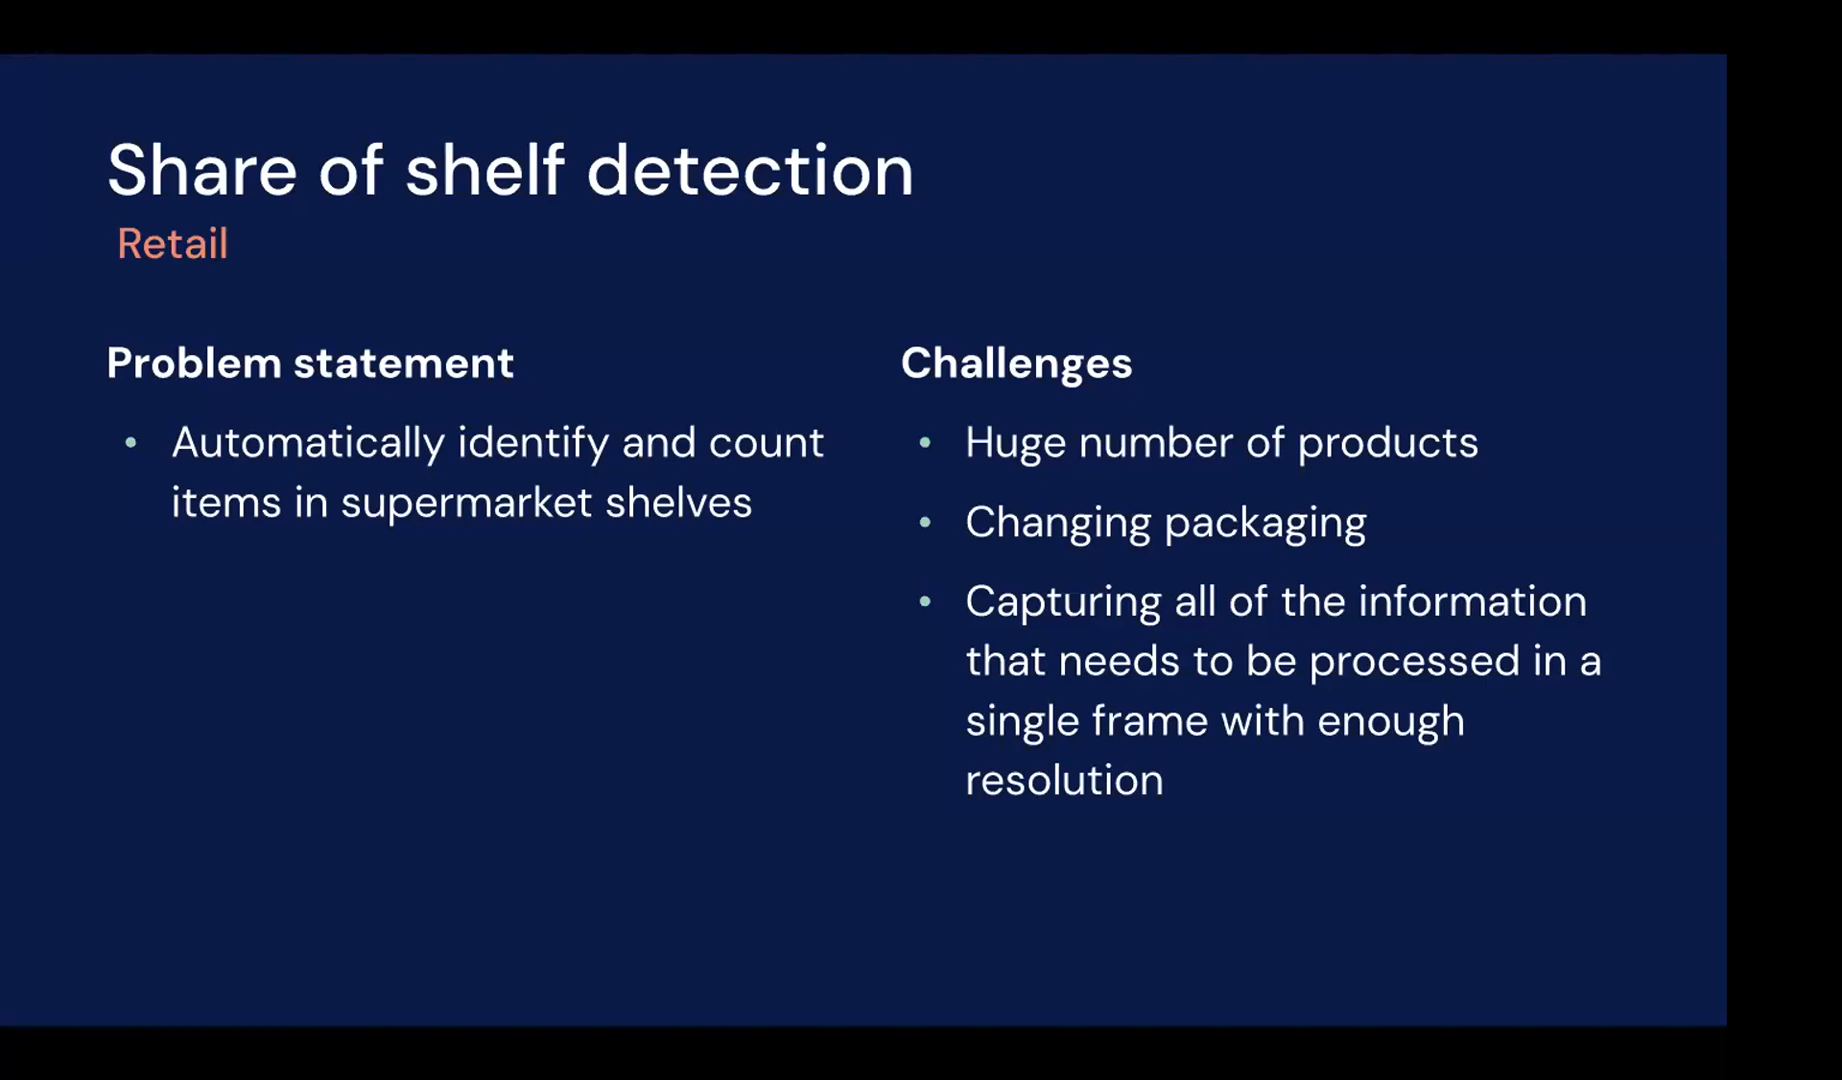 Share of shelf detection
Retail
Problem statement
• Automatically identify and count
items in supermarket shelves
Challenges
• Huge number of products
• Changing packaging
• Capturing all of the information
that needs to be processed in a
single frame with enough
resolution